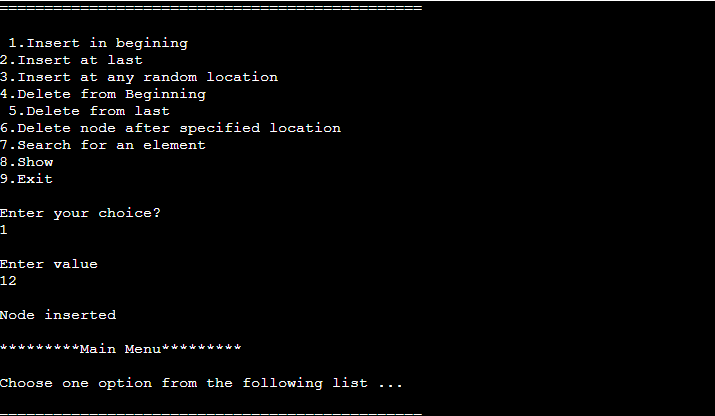 ===============================================
1.Insert in begining
2.Insert at last
3.Insert at any random location
4.Delete from Beginning
5.Delete from last
6.Delete node after specified location
7.Search for an element
8.Show
9.Exit
Enter your choice?
1
Enter value
12
Node inserted
*********Main Menu*********
Choose one option from the following list ...
===============================================